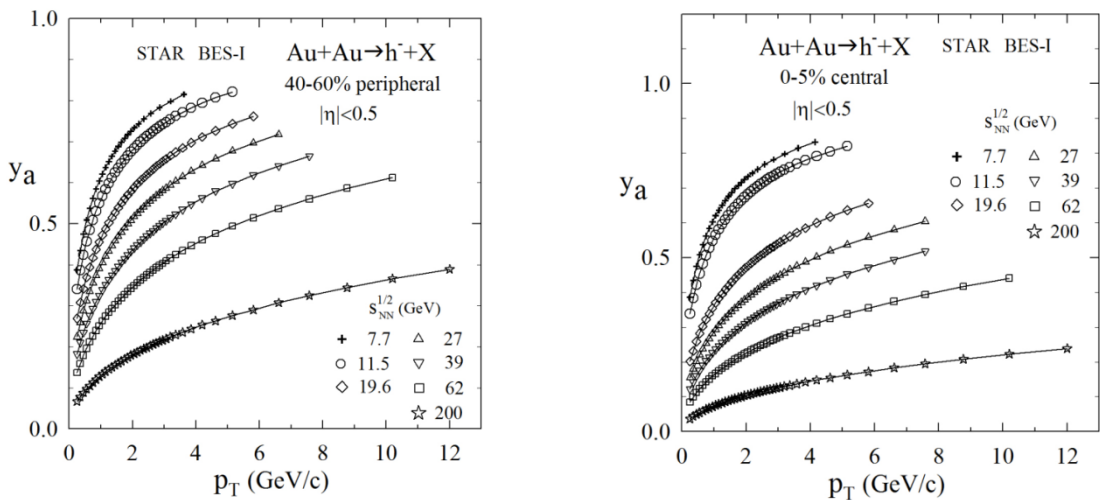 1.0
STAR BES-I
Au+Au→h⁻+X
40-60% peripheral
|η|<0.5
yₐ
0.5
s_NN^1/2 (GeV)
7.7 27
11.5 39
19.6 62
200
0.0
0 2 4 6 8 10 12
p_T (GeV/c)
Au+Au→h⁻+X STAR BES-I
0-5% central
1.0
|η|<0.5
s_NN^1/2 (GeV)
7.7 27
11.5 39
19.6 62
200
yₐ
0.5
0.0
0 2 4 6 8 10 12
p_T (GeV/c)